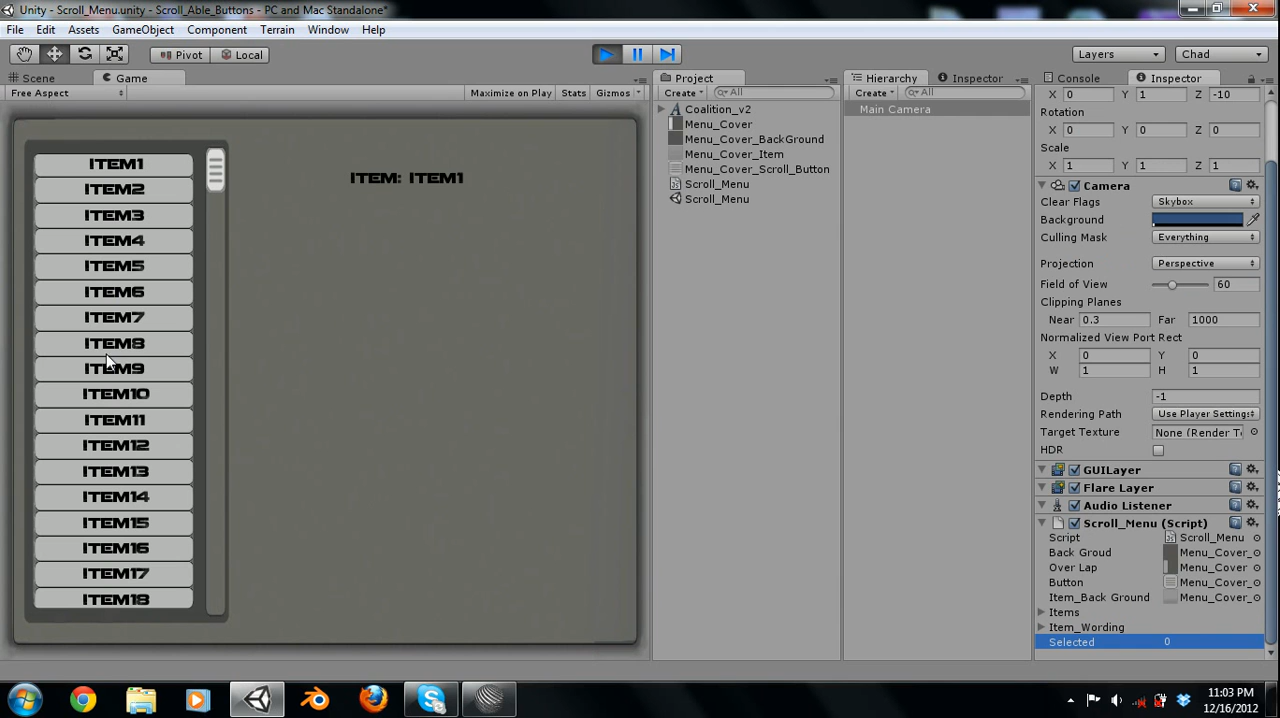 Unity - Scroll_Menu.unity - Scroll_Able_Buttons - PC and Mac Standalone*
File Edit Assets GameObject Component Terrain Window Help
Pivot Local Layers Chad
Scene Game Project Hierarchy Inspector Console Inspector
Free Aspect Maximize on Play Stats Gizmos Create All Create All
X 0 Y 1 Z -10
Rotation
X 0 Y 0 Z 0
Scale
X 1 Y 1 Z 1
Camera
Clear Flags Skybox
Background
Culling Mask Everything
Projection Perspective
Field of View 60
Clipping Planes
Near 0.3 Far 1000
Normalized View Port Rect
X 0 Y 0
W 1 H 1
Depth -1
Rendering Path Use Player Settings
Target Texture None (Render T
HDR
GUILayer
Flare Layer
Audio Listener
Scroll_Menu (Script)
Script Scroll_Menu
Back Groud Menu_Cover_
Over Lap Menu_Cover
Button Menu_Cover_
Item_Back Ground Menu_Cover_
Items
Item_Wording
Selected 0
Coalition_v2
Menu_Cover
Menu_Cover_BackGround
Menu_Cover_Item
Menu_Cover_Scroll_Button
Scroll_Menu
Scroll_Menu
Main Camera
ITEM1
ITEM2
ITEM3
ITEM4
ITEM5
ITEM6
ITEM7
ITEM8
ITEM9
ITEM10
ITEM11
ITEM12
ITEM13
ITEM14
ITEM15
ITEM16
ITEM17
ITEM18
ITEM: ITEM1
11:03 PM
12/16/2012